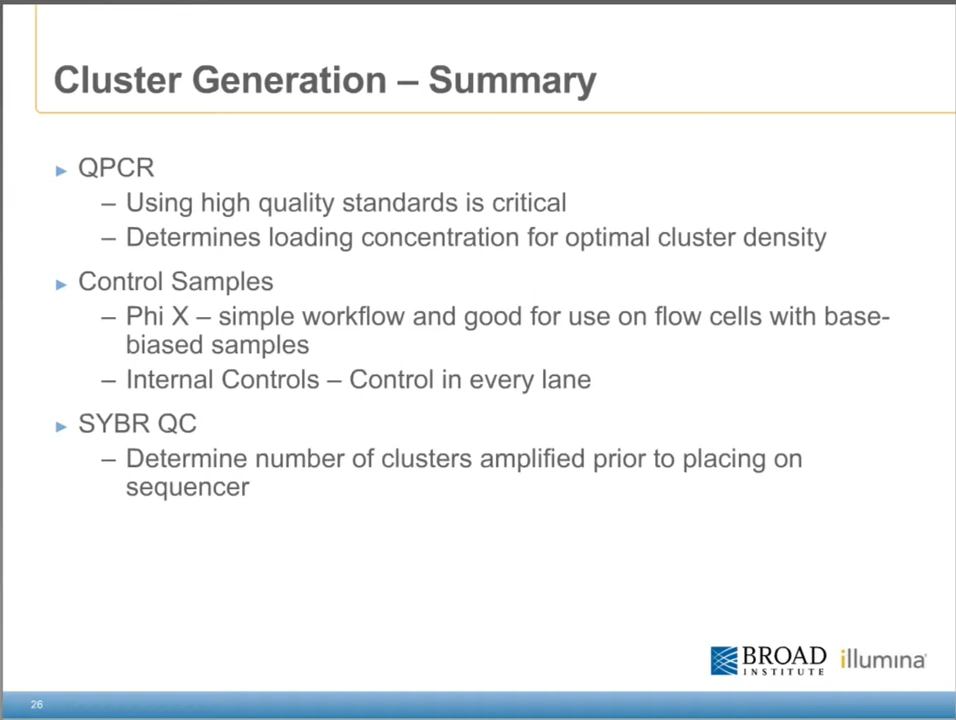 Cluster Generation – Summary
► QPCR
– Using high quality standards is critical
– Determines loading concentration for optimal cluster density
► Control Samples
– Phi X – simple workflow and good for use on flow cells with base-
biased samples
– Internal Controls – Control in every lane
► SYBR QC
– Determine number of clusters amplified prior to placing on
sequencer
BROAD
INSTITUTE
illumina
26